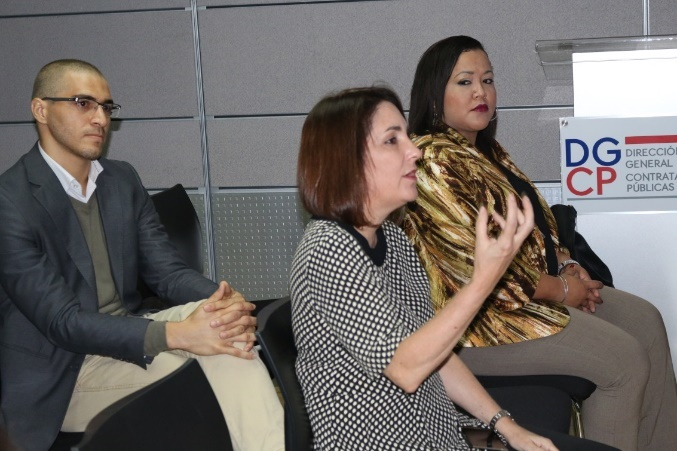 DG
CP
DIRECCIÓN
GENERAL
CONTRATA
PÚBLICAS